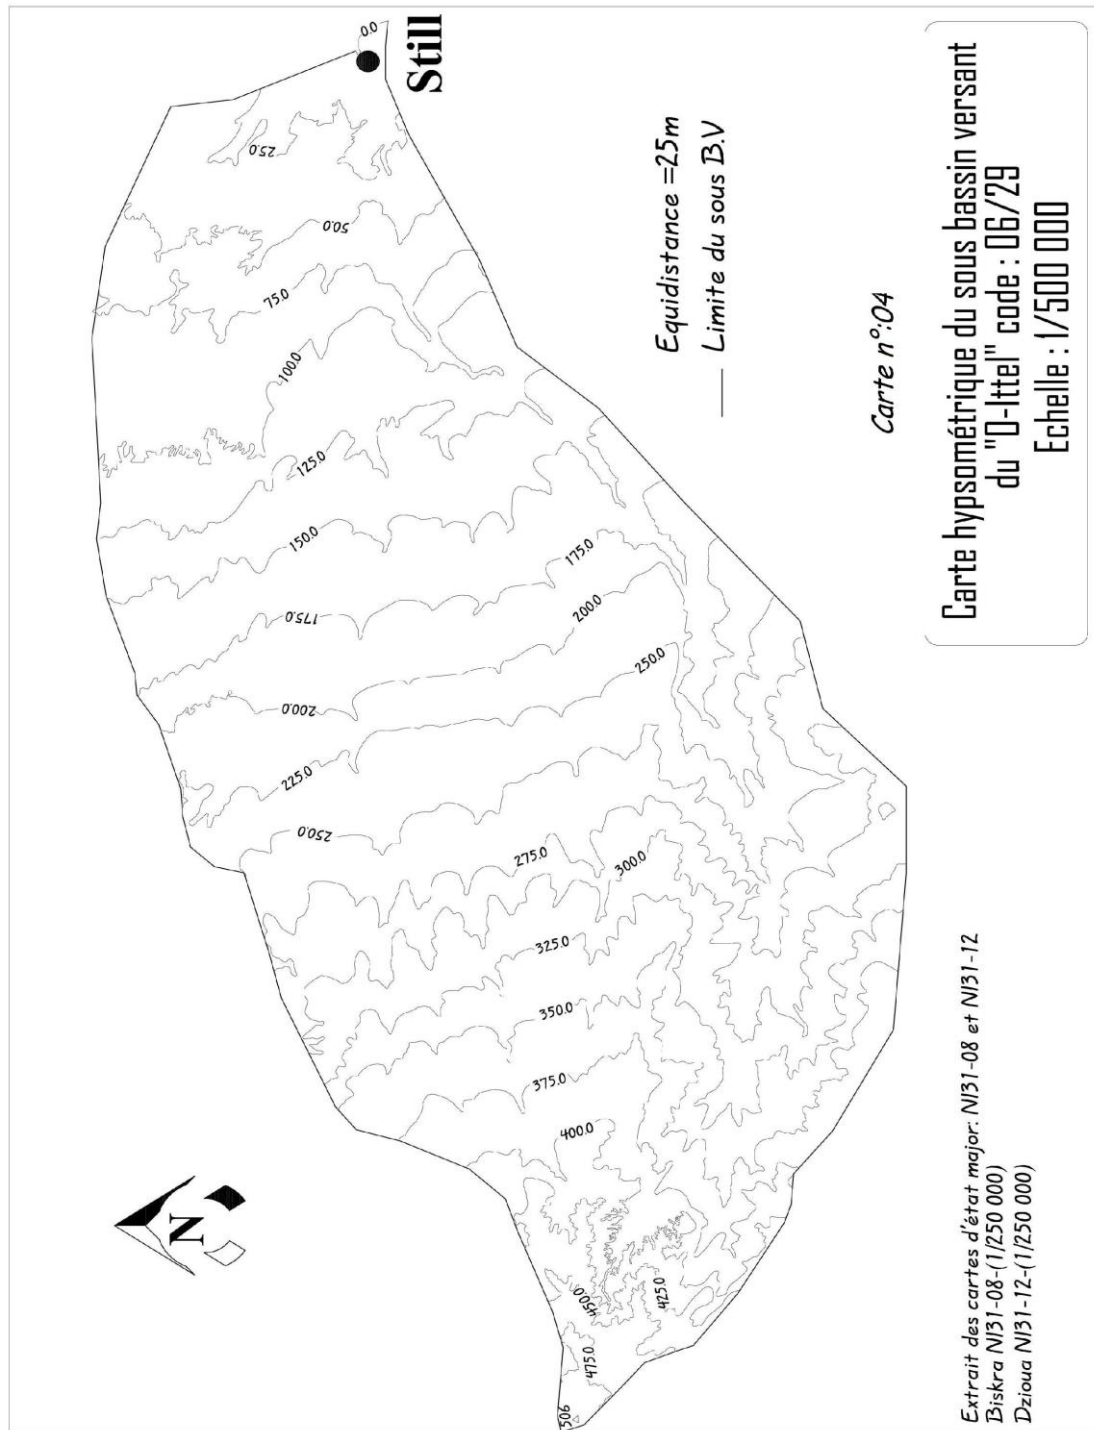 0.0
Still
25.0
50.0
75.0
100.0
125.0
150.0
175.0
175.0
200.0
200.0
250.0
225.0
250.0
275.0
300.0
325.0
350.0
375.0
400.0
425.0
450.0
475.0
506
N
Equidistance =25m
Limite du sous B.V
Carte n°:04
Carte hypsométrique du sous bassin versant
du "O-Ittel" code : 06/29
Echelle : 1/500 000
Extrait des cartes d'état major: NI31-08 et NI31-12
Biskra NI31-08-(1/250 000)
Dzioua NI31-12-(1/250 000)